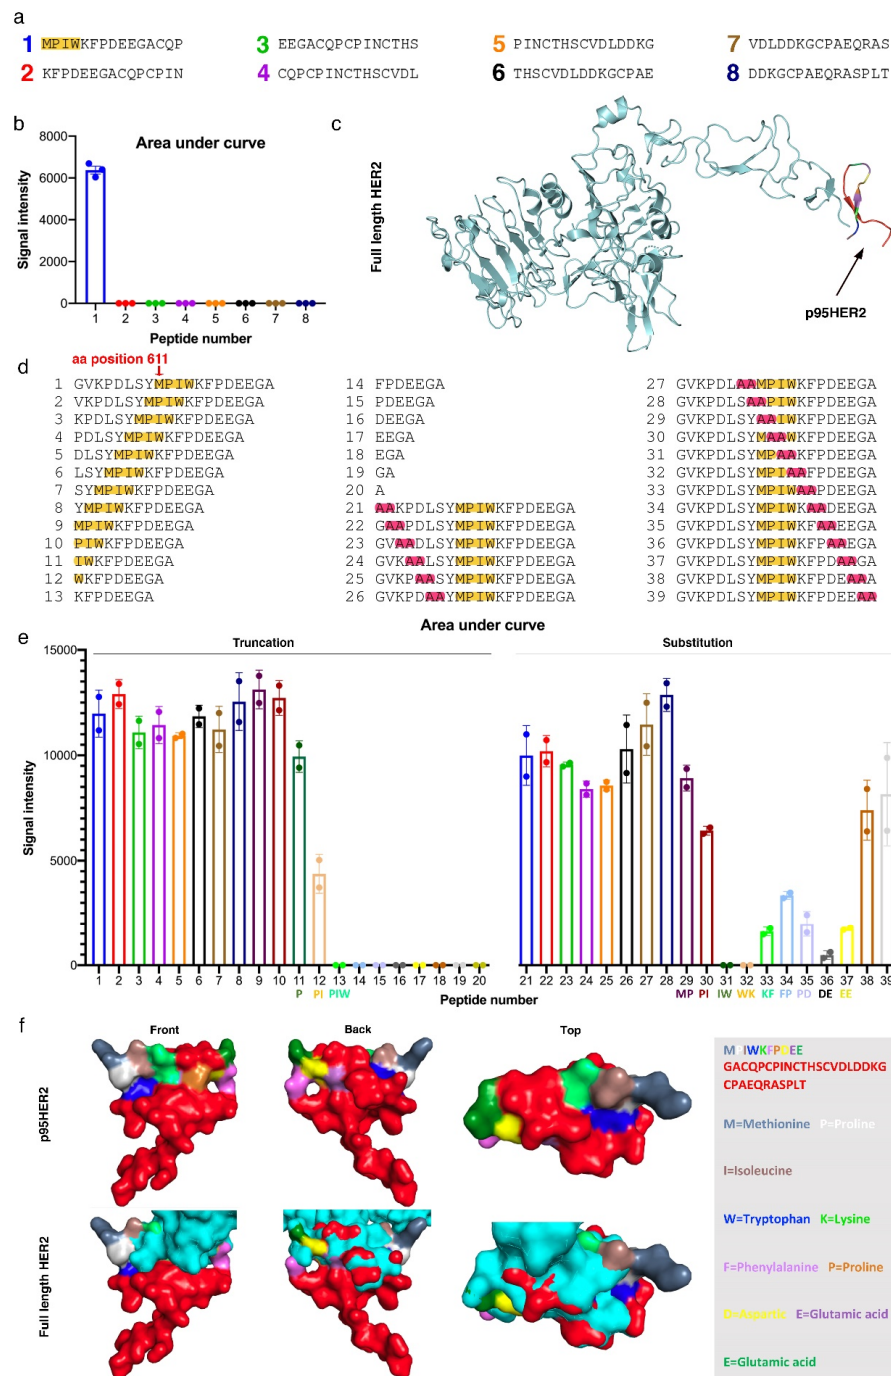 a
1 MPIWKFPDEEGACQP
3 EEGACQPCPINCTHS
5 PINCTHSCVDLDDKG
7 VDLDDKGCPAEQRAS
2 KFPDEEGACQPCPIN
4 CQPCPINCTHSCVDL
6 THSCVDLDDKGCPAE
8 DDKGCPAEQRASPLT
b
Area under curve
Signal intensity
8000
6000
4000
2000
0
1 2 3 4 5 6 7 8
Peptide number
c
Full length HER2
p95HER2
d
aa position 611
1 GVKPDLSYMPIWKFPDEEGA
2 VKPDLSYMPIWKFPDEEGA
3 KPDLSYMPIWKFPDEEGA
4 PDLSYMPIWKFPDEEGA
5 DLSYMPIWKFPDEEGA
6 LSYMPIWKFPDEEGA
7 SYMPIWKFPDEEGA
8 YMPIWKFPDEEGA
9 MPIWKFPDEEGA
10 PIWKFPDEEGA
11 IWKFPDEEGA
12 WKFPDEEGA
13 KFPDEEGA
14 FPDEEGA
15 PDEEGA
16 DEEGA
17 EEGA
18 EGA
19 GA
20 A
21 AAKPDLSYMPIWKFPDEEGA
22 GAAPDLSYMPIWKFPDEEGA
23 GVAADLSYMPIWKFPDEEGA
24 GVKAALSYMPIWKFPDEEGA
25 GVKPAASYMPIWKFPDEEGA
26 GVKPDAAYMPIWKFPDEEGA
27 GVKPDLAAMPIWKFPDEEGA
28 GVKPDLSAAPIWKFPDEEGA
29 GVKPDLSYAAIWKFPDEEGA
30 GVKPDLSYMAAWKFPDEEGA
31 GVKPDLSYMPAAKFPDEEGA
32 GVKPDLSYMPIAAFPDEEGA
33 GVKPDLSYMPIWAAPDEEGA
34 GVKPDLSYMPIWKAADEEGA
35 GVKPDLSYMPIWKFAAEEGA
36 GVKPDLSYMPIWKFPAAEGA
37 GVKPDLSYMPIWKFPDAAGA
38 GVKPDLSYMPIWKFPDEAAA
39 GVKPDLSYMPIWKFPDEEAA
e
Area under curve
Truncation
Substitution
Signal intensity
15000
10000
5000
0
1 2 3 4 5 6 7 8 9 10 11 12 13 14 15 16 17 18 19 20
21 22 23 24 25 26 27 28 29 30 31 32 33 34 35 36 37 38 39
P PI PIW
MP PI IW WK KF FP PD DE EE
Peptide number
f
Front
Back
Top
p95HER2
Full length HER2
MPIWKFPDEE
GACQPCPINCTHSCVDLDDKG
CPAEQRASPLT
M=Methionine P=Proline
I=Isoleucine
W=Tryptophan K=Lysine
F=Phenylalanine P=Proline
D=Aspartic E=Glutamic acid
E=Glutamic acid